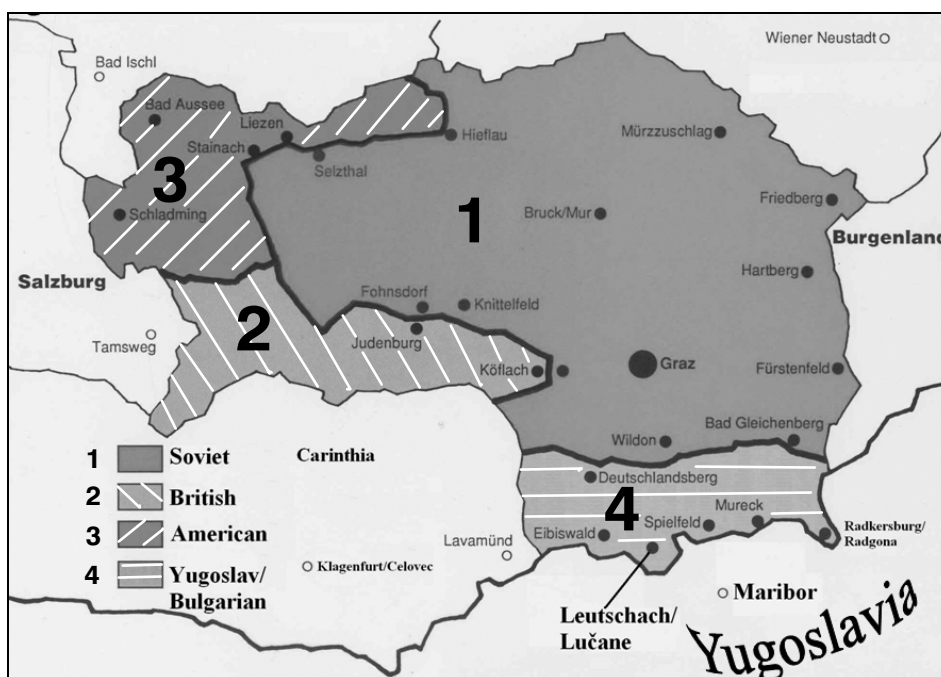 Wiener Neustadt
Bad Ischl
Bad Aussee
Liezen
Stainach
Hieflau
Mürzzuschlag
Selzthal
3
Schladming
1
Bruck/Mur
Friedberg
Burgenland
Salzburg
Hartberg
Fohnsdorf
Knittelfeld
2
Tamsweg
Judenburg
Köflach
Graz
Fürstenfeld
Bad Gleichenberg
Wildon
1 Soviet
Carinthia
2 British
Deutschlandsberg
4
Mureck
3 American
Eibiswald
Spielfeld
Radkersburg/
Radgona
Lavamünd
4 Yugoslav/
Bulgarian
Klagenfurt/Celovec
Maribor
Leutschach/
Lučane
Yugoslavia